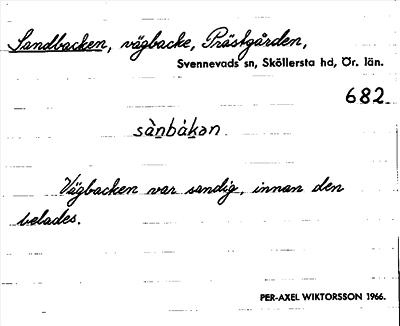 Sandbacken, vägbacke, Prästgården,
Svennevads sn, Sköllersta hd, Ör. län.
682
sànbákən.
Vägbacken var sandig, innan den
belades.
PER-AXEL WIKTORSSON 1966.